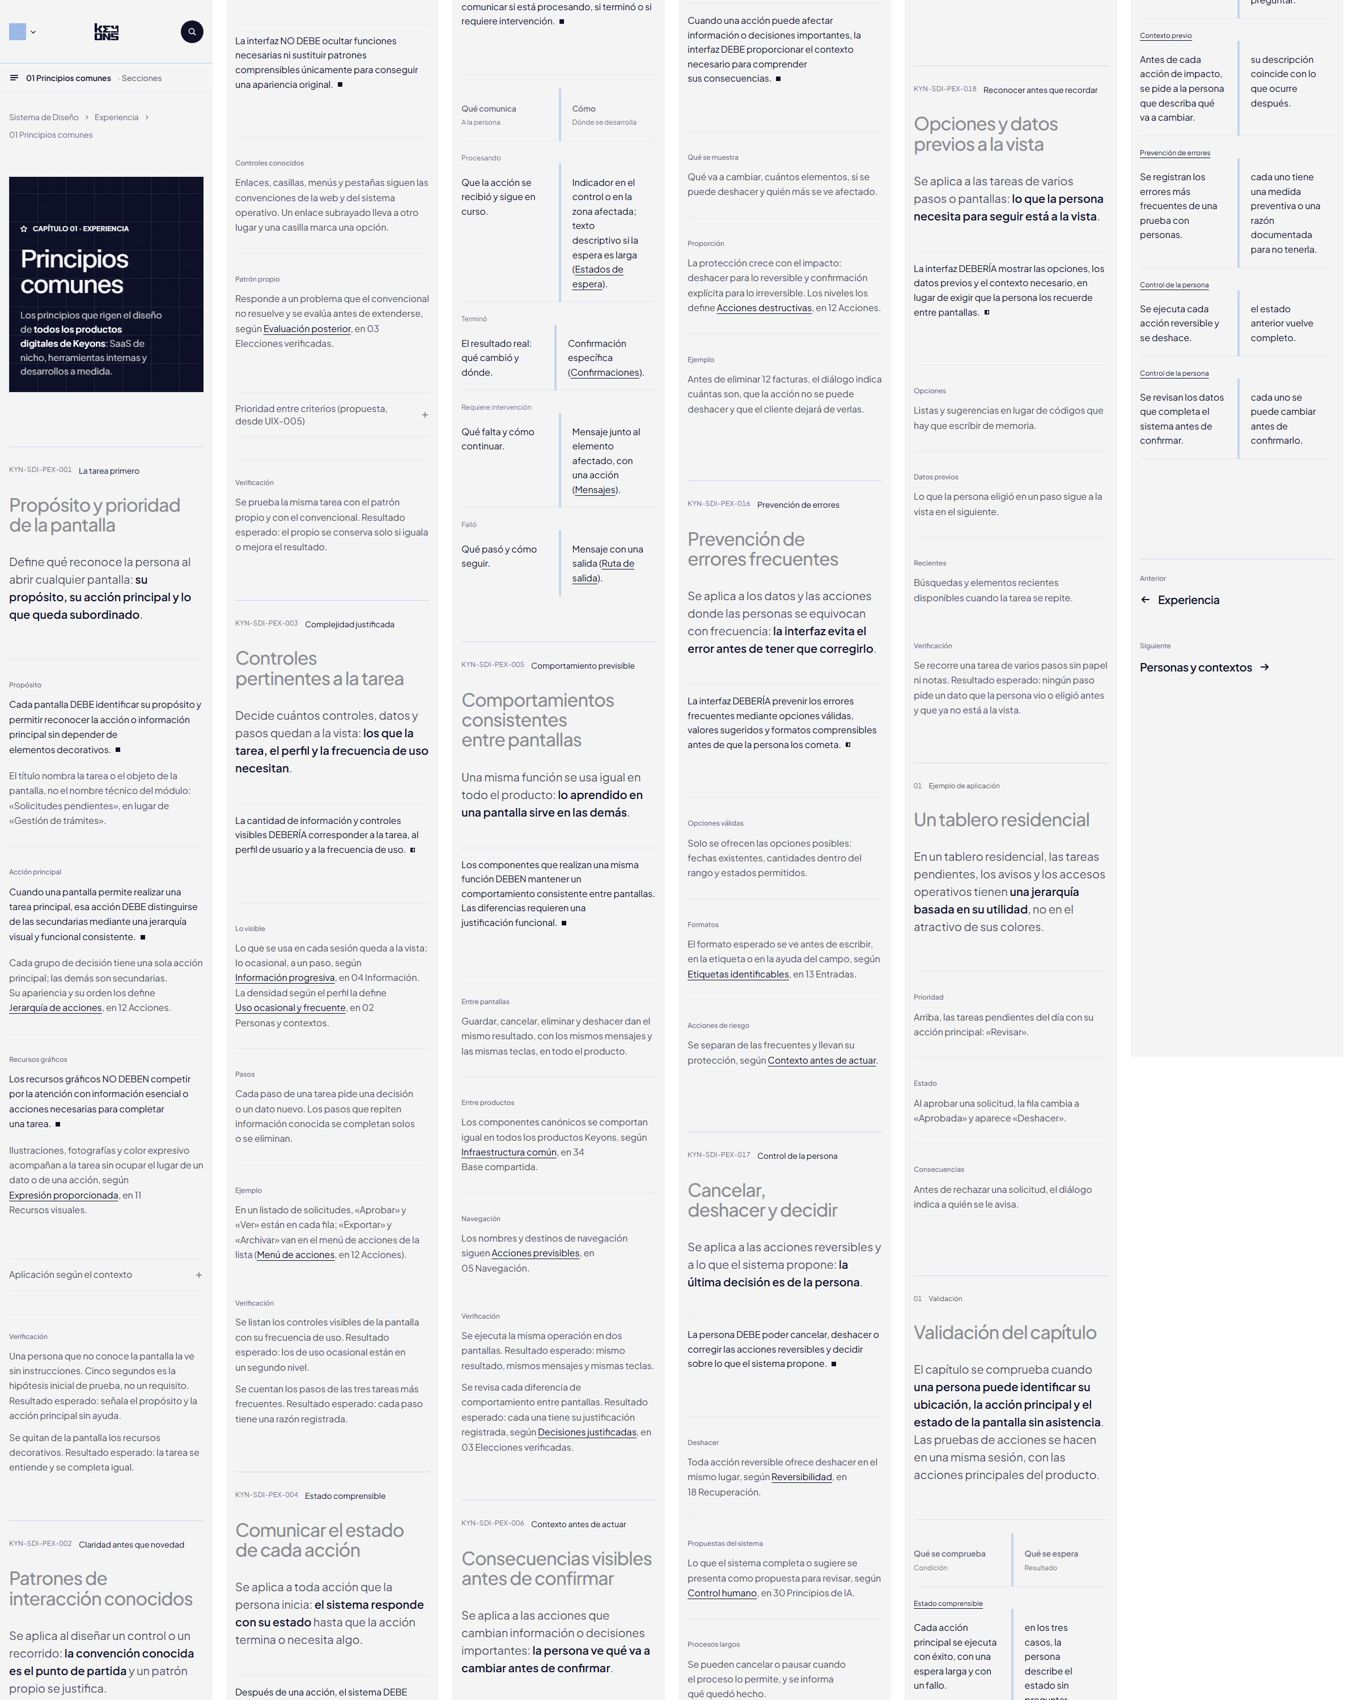 KEY
ONS
01 Principios comunes · Secciones
Sistema de Diseño > Experiencia >
01 Principios comunes
CAPÍTULO 01 · EXPERIENCIA
Principios
comunes
Los principios que rigen el diseño
de todos los productos
digitales de Keyons: SaaS de
nicho, herramientas internas y
desarrollos a medida.
KYN-SDI-PEX-001 La tarea primero
Propósito y prioridad
de la pantalla
Define qué reconoce la persona al
abrir cualquier pantalla: su
propósito, su acción principal y lo
que queda subordinado.
Propósito
Cada pantalla DEBE identificar su propósito y
permitir reconocer la acción o información
principal sin depender de
elementos decorativos.
El título nombra la tarea o el objeto de la
pantalla, no el nombre técnico del módulo:
«Solicitudes pendientes», en lugar de
«Gestión de trámites».
Acción principal
Cuando una pantalla permite realizar una
tarea principal, esa acción DEBE distinguirse
de las secundarias mediante una jerarquía
visual y funcional consistente.
Cada grupo de decisión tiene una sola acción
principal; las demás son secundarias.
Su apariencia y su orden los define
Jerarquía de acciones, en 12 Acciones.
Recursos gráficos
Los recursos gráficos NO DEBEN competir
por la atención con información esencial o
acciones necesarias para completar
una tarea.
Ilustraciones, fotografías y color expresivo
acompañan a la tarea sin ocupar el lugar de un
dato o de una acción, según
Expresión proporcionada, en 11
Recursos visuales.
Aplicación según el contexto +
Verificación
Una persona que no conoce la pantalla la ve
sin instrucciones. Cinco segundos es la
hipótesis inicial de prueba, no un requisito.
Resultado esperado: señala el propósito y la
acción principal sin ayuda.
Se quitan de la pantalla los recursos
decorativos. Resultado esperado: la tarea se
entiende y se completa igual.
KYN-SDI-PEX-002 Claridad antes que novedad
Patrones de
interacción conocidos
Se aplica al diseñar un control o un
recorrido: la convención conocida
es el punto de partida y un patrón
propio se justifica.
La interfaz NO DEBE ocultar funciones
necesarias ni sustituir patrones
comprensibles únicamente para conseguir
una apariencia original.
Controles conocidos
Enlaces, casillas, menús y pestañas siguen las
convenciones de la web y del sistema
operativo. Un enlace subrayado lleva a otro
lugar y una casilla marca una opción.
Patrón propio
Responde a un problema que el convencional
no resuelve y se evalúa antes de extenderse,
según Evaluación posterior, en 03
Elecciones verificadas.
Prioridad entre criterios (propuesta,
desde UIX-005) +
Verificación
Se prueba la misma tarea con el patrón
propio y con el convencional. Resultado
esperado: el propio se conserva solo si iguala
o mejora el resultado.
KYN-SDI-PEX-003 Complejidad justificada
Controles
pertinentes a la tarea
Decide cuántos controles, datos y
pasos quedan a la vista: los que la
tarea, el perfil y la frecuencia de uso
necesitan.
La cantidad de información y controles
visibles DEBERÍA corresponder a la tarea, al
perfil de usuario y a la frecuencia de uso.
Lo visible
Lo que se usa en cada sesión queda a la vista;
lo ocasional, a un paso, según
Información progresiva, en 04 Información.
La densidad según el perfil la define
Uso ocasional y frecuente, en 02
Personas y contextos.
Pasos
Cada paso de una tarea pide una decisión
o un dato nuevo. Los pasos que repiten
información conocida se completan solos
o se eliminan.
Ejemplo
En un listado de solicitudes, «Aprobar» y
«Ver» están en cada fila; «Exportar» y
«Archivar» van en el menú de acciones de la
lista (Menú de acciones, en 12 Acciones).
Verificación
Se listan los controles visibles de la pantalla
con su frecuencia de uso. Resultado
esperado: los de uso ocasional están en
un segundo nivel.
Se cuentan los pasos de las tres tareas más
frecuentes. Resultado esperado: cada paso
tiene una razón registrada.
KYN-SDI-PEX-004 Estado comprensible
Comunicar el estado
de cada acción
Se aplica a toda acción que la
persona inicia: el sistema responde
con su estado hasta que la acción
termina o necesita algo.
Después de una acción, el sistema DEBE
comunicar si está procesando, si terminó o si
requiere intervención.
Qué comunica Cómo
A la persona Dónde se desarrolla
Procesando
Que la acción se
recibió y sigue en
curso.
Indicador en el
control o en la
zona afectada;
texto
descriptivo si la
espera es larga
(Estados de
espera).
Terminó
El resultado real:
qué cambió y
dónde.
Confirmación
específica
(Confirmaciones).
Requiere intervención
Qué falta y cómo
continuar.
Mensaje junto al
elemento
afectado, con
una acción
(Mensajes).
Falló
Qué pasó y cómo
seguir.
Mensaje con una
salida (Ruta de
salida).
KYN-SDI-PEX-005 Comportamiento previsible
Comportamientos
consistentes
entre pantallas
Una misma función se usa igual en
todo el producto: lo aprendido en
una pantalla sirve en las demás.
Los componentes que realizan una misma
función DEBEN mantener un
comportamiento consistente entre pantallas.
Las diferencias requieren una
justificación funcional.
Entre pantallas
Guardar, cancelar, eliminar y deshacer dan el
mismo resultado, con los mismos mensajes y
las mismas teclas, en todo el producto.
Entre productos
Los componentes canónicos se comportan
igual en todos los productos Keyons, según
Infraestructura común, en 34
Base compartida.
Navegación
Los nombres y destinos de navegación
siguen Acciones previsibles, en
05 Navegación.
Verificación
Se ejecuta la misma operación en dos
pantallas. Resultado esperado: mismo
resultado, mismos mensajes y mismas teclas.
Se revisa cada diferencia de
comportamiento entre pantallas. Resultado
esperado: cada una tiene su justificación
registrada, según Decisiones justificadas, en
03 Elecciones verificadas.
KYN-SDI-PEX-006 Contexto antes de actuar
Consecuencias visibles
antes de confirmar
Se aplica a las acciones que
cambian información o decisiones
importantes: la persona ve qué va a
cambiar antes de confirmar.
Cuando una acción puede afectar
información o decisiones importantes, la
interfaz DEBE proporcionar el contexto
necesario para comprender
sus consecuencias.
Qué se muestra
Qué va a cambiar, cuántos elementos, si se
puede deshacer y quién más se ve afectado.
Proporción
La protección crece con el impacto:
deshacer para lo reversible y confirmación
explícita para lo irreversible. Los niveles los
define Acciones destructivas, en 12 Acciones.
Ejemplo
Antes de eliminar 12 facturas, el diálogo indica
cuántas son, que la acción no se puede
deshacer y que el cliente dejará de verlas.
KYN-SDI-PEX-016 Prevención de errores
Prevención de
errores frecuentes
Se aplica a los datos y las acciones
donde las personas se equivocan
con frecuencia: la interfaz evita el
error antes de tener que corregirlo.
La interfaz DEBERÍA prevenir los errores
frecuentes mediante opciones válidas,
valores sugeridos y formatos comprensibles
antes de que la persona los cometa.
Opciones válidas
Solo se ofrecen las opciones posibles:
fechas existentes, cantidades dentro del
rango y estados permitidos.
Formatos
El formato esperado se ve antes de escribir,
en la etiqueta o en la ayuda del campo, según
Etiquetas identificables, en 13 Entradas.
Acciones de riesgo
Se separan de las frecuentes y llevan su
protección, según Contexto antes de actuar.
KYN-SDI-PEX-017 Control de la persona
Cancelar,
deshacer y decidir
Se aplica a las acciones reversibles y
a lo que el sistema propone: la
última decisión es de la persona.
La persona DEBE poder cancelar, deshacer o
corregir las acciones reversibles y decidir
sobre lo que el sistema propone.
Deshacer
Toda acción reversible ofrece deshacer en el
mismo lugar, según Reversibilidad, en
18 Recuperación.
Propuestas del sistema
Lo que el sistema completa o sugiere se
presenta como propuesta para revisar, según
Control humano, en 30 Principios de IA.
Procesos largos
Se pueden cancelar o pausar cuando
el proceso lo permite, y se informa
qué quedó hecho.
KYN-SDI-PEX-018 Reconocer antes que recordar
Opciones y datos
previos a la vista
Se aplica a las tareas de varios
pasos o pantallas: lo que la persona
necesita para seguir está a la vista.
La interfaz DEBERÍA mostrar las opciones, los
datos previos y el contexto necesario, en
lugar de exigir que la persona los recuerde
entre pantallas.
Opciones
Listas y sugerencias en lugar de códigos que
hay que escribir de memoria.
Datos previos
Lo que la persona eligió en un paso sigue a la
vista en el siguiente.
Recientes
Búsquedas y elementos recientes
disponibles cuando la tarea se repite.
Verificación
Se recorre una tarea de varios pasos sin papel
ni notas. Resultado esperado: ningún paso
pide un dato que la persona vio o eligió antes
y que ya no está a la vista.
01 Ejemplo de aplicación
Un tablero residencial
En un tablero residencial, las tareas
pendientes, los avisos y los accesos
operativos tienen una jerarquía
basada en su utilidad, no en el
atractivo de sus colores.
Prioridad
Arriba, las tareas pendientes del día con su
acción principal: «Revisar».
Estado
Al aprobar una solicitud, la fila cambia a
«Aprobada» y aparece «Deshacer».
Consecuencias
Antes de rechazar una solicitud, el diálogo
indica a quién se le avisa.
01 Validación
Validación del capítulo
El capítulo se comprueba cuando
una persona puede identificar su
ubicación, la acción principal y el
estado de la pantalla sin asistencia.
Las pruebas de acciones se hacen
en una misma sesión, con las
acciones principales del producto.
Qué se comprueba Qué se espera
Condición Resultado
Estado comprensible
Cada acción
principal se ejecuta
con éxito, con una
espera larga y con
un fallo.
en los tres
casos, la
persona
describe el
estado sin
preguntar.
Contexto previo
Antes de cada
acción de impacto,
se pide a la persona
que describa qué
va a cambiar.
su descripción
coincide con lo
que ocurre
después.
Prevención de errores
Se registran los
errores más
frecuentes de una
prueba con
personas.
cada uno tiene
una medida
preventiva o una
razón
documentada
para no tenerla.
Control de la persona
Se ejecuta cada
acción reversible y
se deshace.
el estado
anterior vuelve
completo.
Control de la persona
Se revisan los datos
que completa el
sistema antes de
confirmar.
cada uno se
puede cambiar
antes de
confirmarlo.
Anterior
← Experiencia
Siguiente
Personas y contextos →